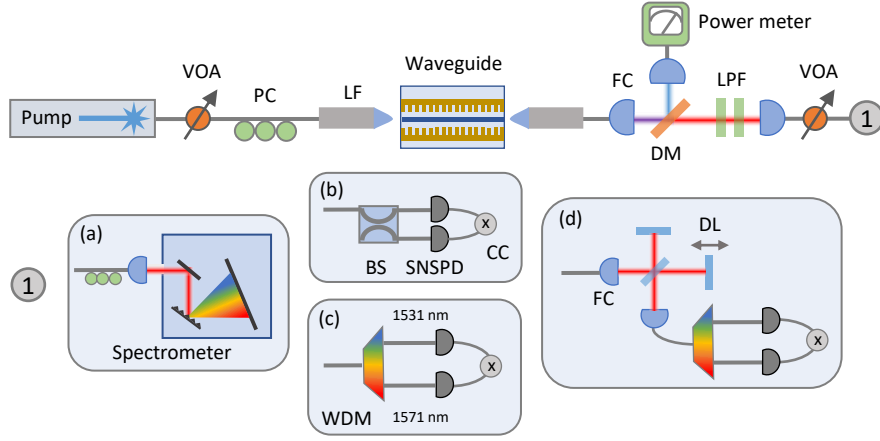 Power meter
Waveguide
VOA
PC
LF
FC
LPF
VOA
Pump
1
DM
(a)
Spectrometer
1
(b)
BS
SNSPD
X
CC
(c)
1531 nm
X
WDM
1571 nm
(d)
DL
FC
X